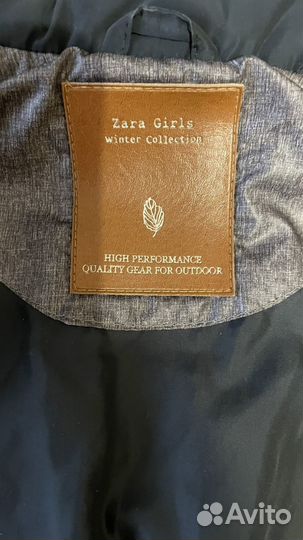 Zara Girls
Winter Collection
HIGH PERFORMANCE
QUALITY GEAR FOR OUTDOOR
Avito